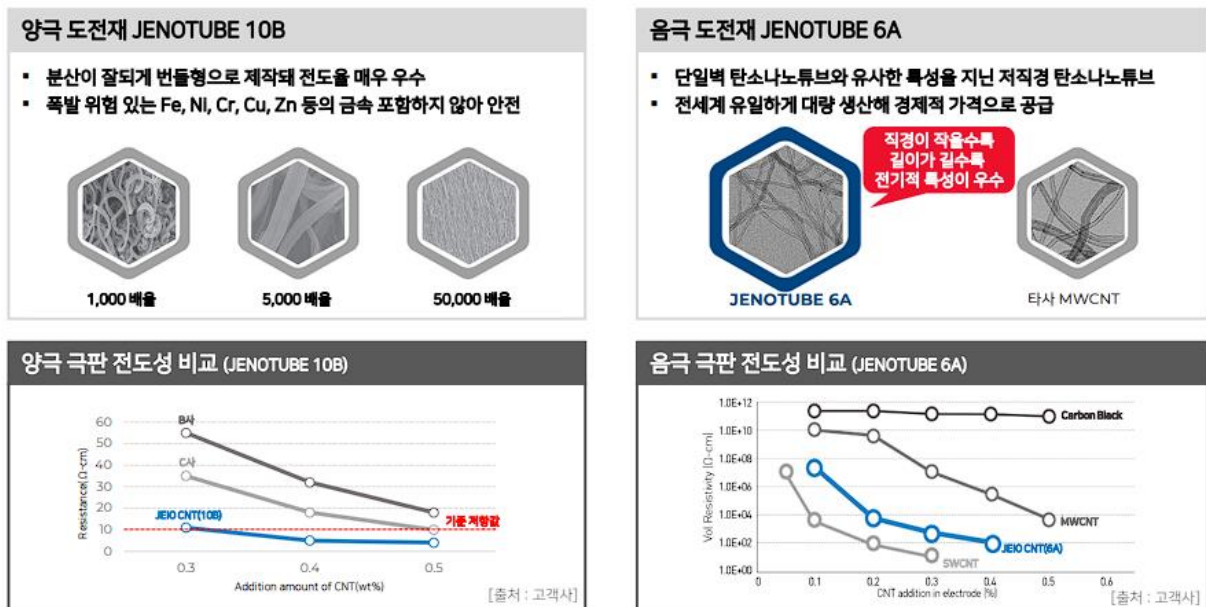 양극 도전재 JENOTUBE 10B
▪ 분산이 잘되게 번들형으로 제작돼 전도율 매우 우수
▪ 폭발 위험 있는 Fe, Ni, Cr, Cu, Zn 등의 금속 포함하지 않아 안전
1,000 배율
5,000 배율
50,000 배율
음극 도전재 JENOTUBE 6A
▪ 단일벽 탄소나노튜브와 유사한 특성을 지닌 저직경 탄소나노튜브
▪ 전세계 유일하게 대량 생산해 경제적 가격으로 공급
직경이 작을수록
길이가 길수록
전기적 특성이 우수
JENOTUBE 6A
타사 MWCNT
양극 극판 전도성 비교 (JENOTUBE 10B)
Resistance(Ω-cm)
60
50
40
30
20
10
0
B사
C사
JEIO CNT(10B)
기준 저항값
0.3
0.4
0.5
Addition amount of CNT(wt%)
[출처 : 고객사]
음극 극판 전도성 비교 (JENOTUBE 6A)
Vol Resistivity [Ω-cm]
1.0E+12
1.0E+10
1.0E+08
1.0E+06
1.0E+04
1.0E+02
1.0E+00
Carbon Black
MWCNT
JEIO CNT(6A)
SWCNT
0
0.1
0.2
0.3
0.4
0.5
0.6
CNT addition in electrode [%]
[출처 : 고객사]